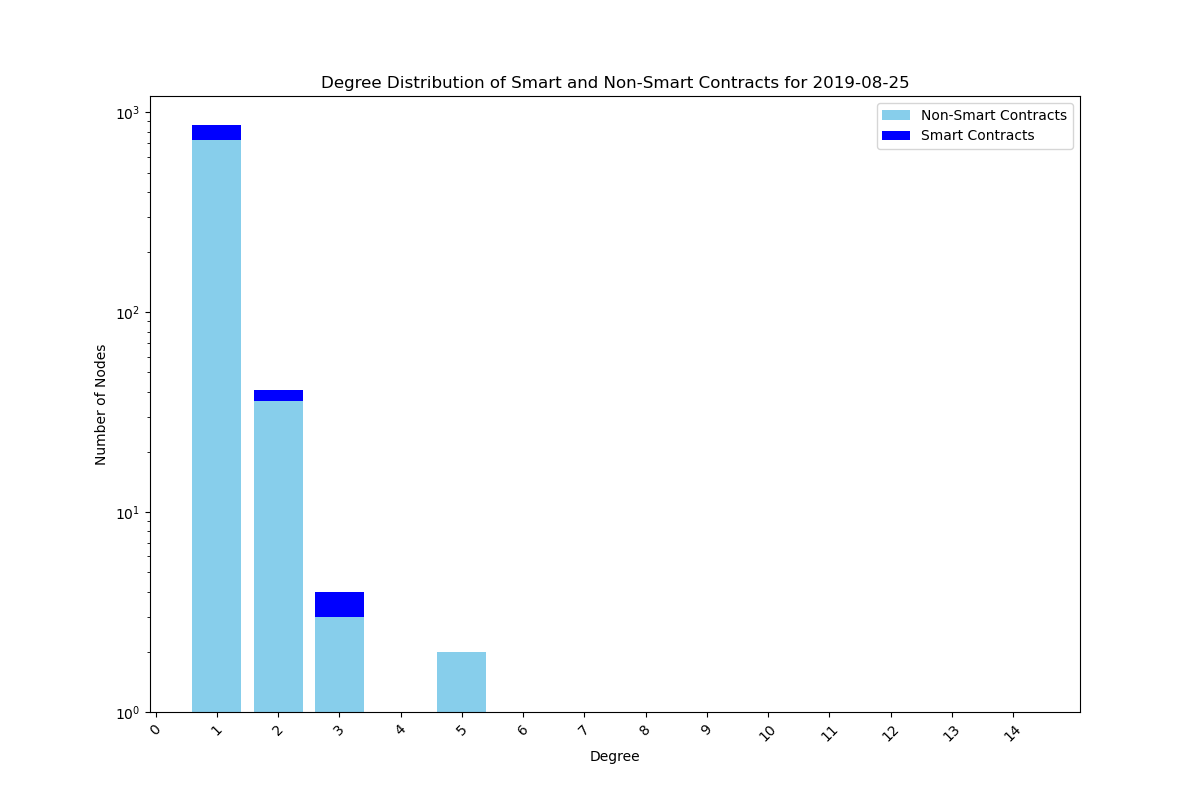 Degree Distribution of Smart and Non-Smart Contracts for 2019-08-25
Non-Smart Contracts
Smart Contracts
Number of Nodes
10³
10²
10¹
10⁰
0 1 2 3 4 5 6 7 8 9 10 11 12 13 14
Degree